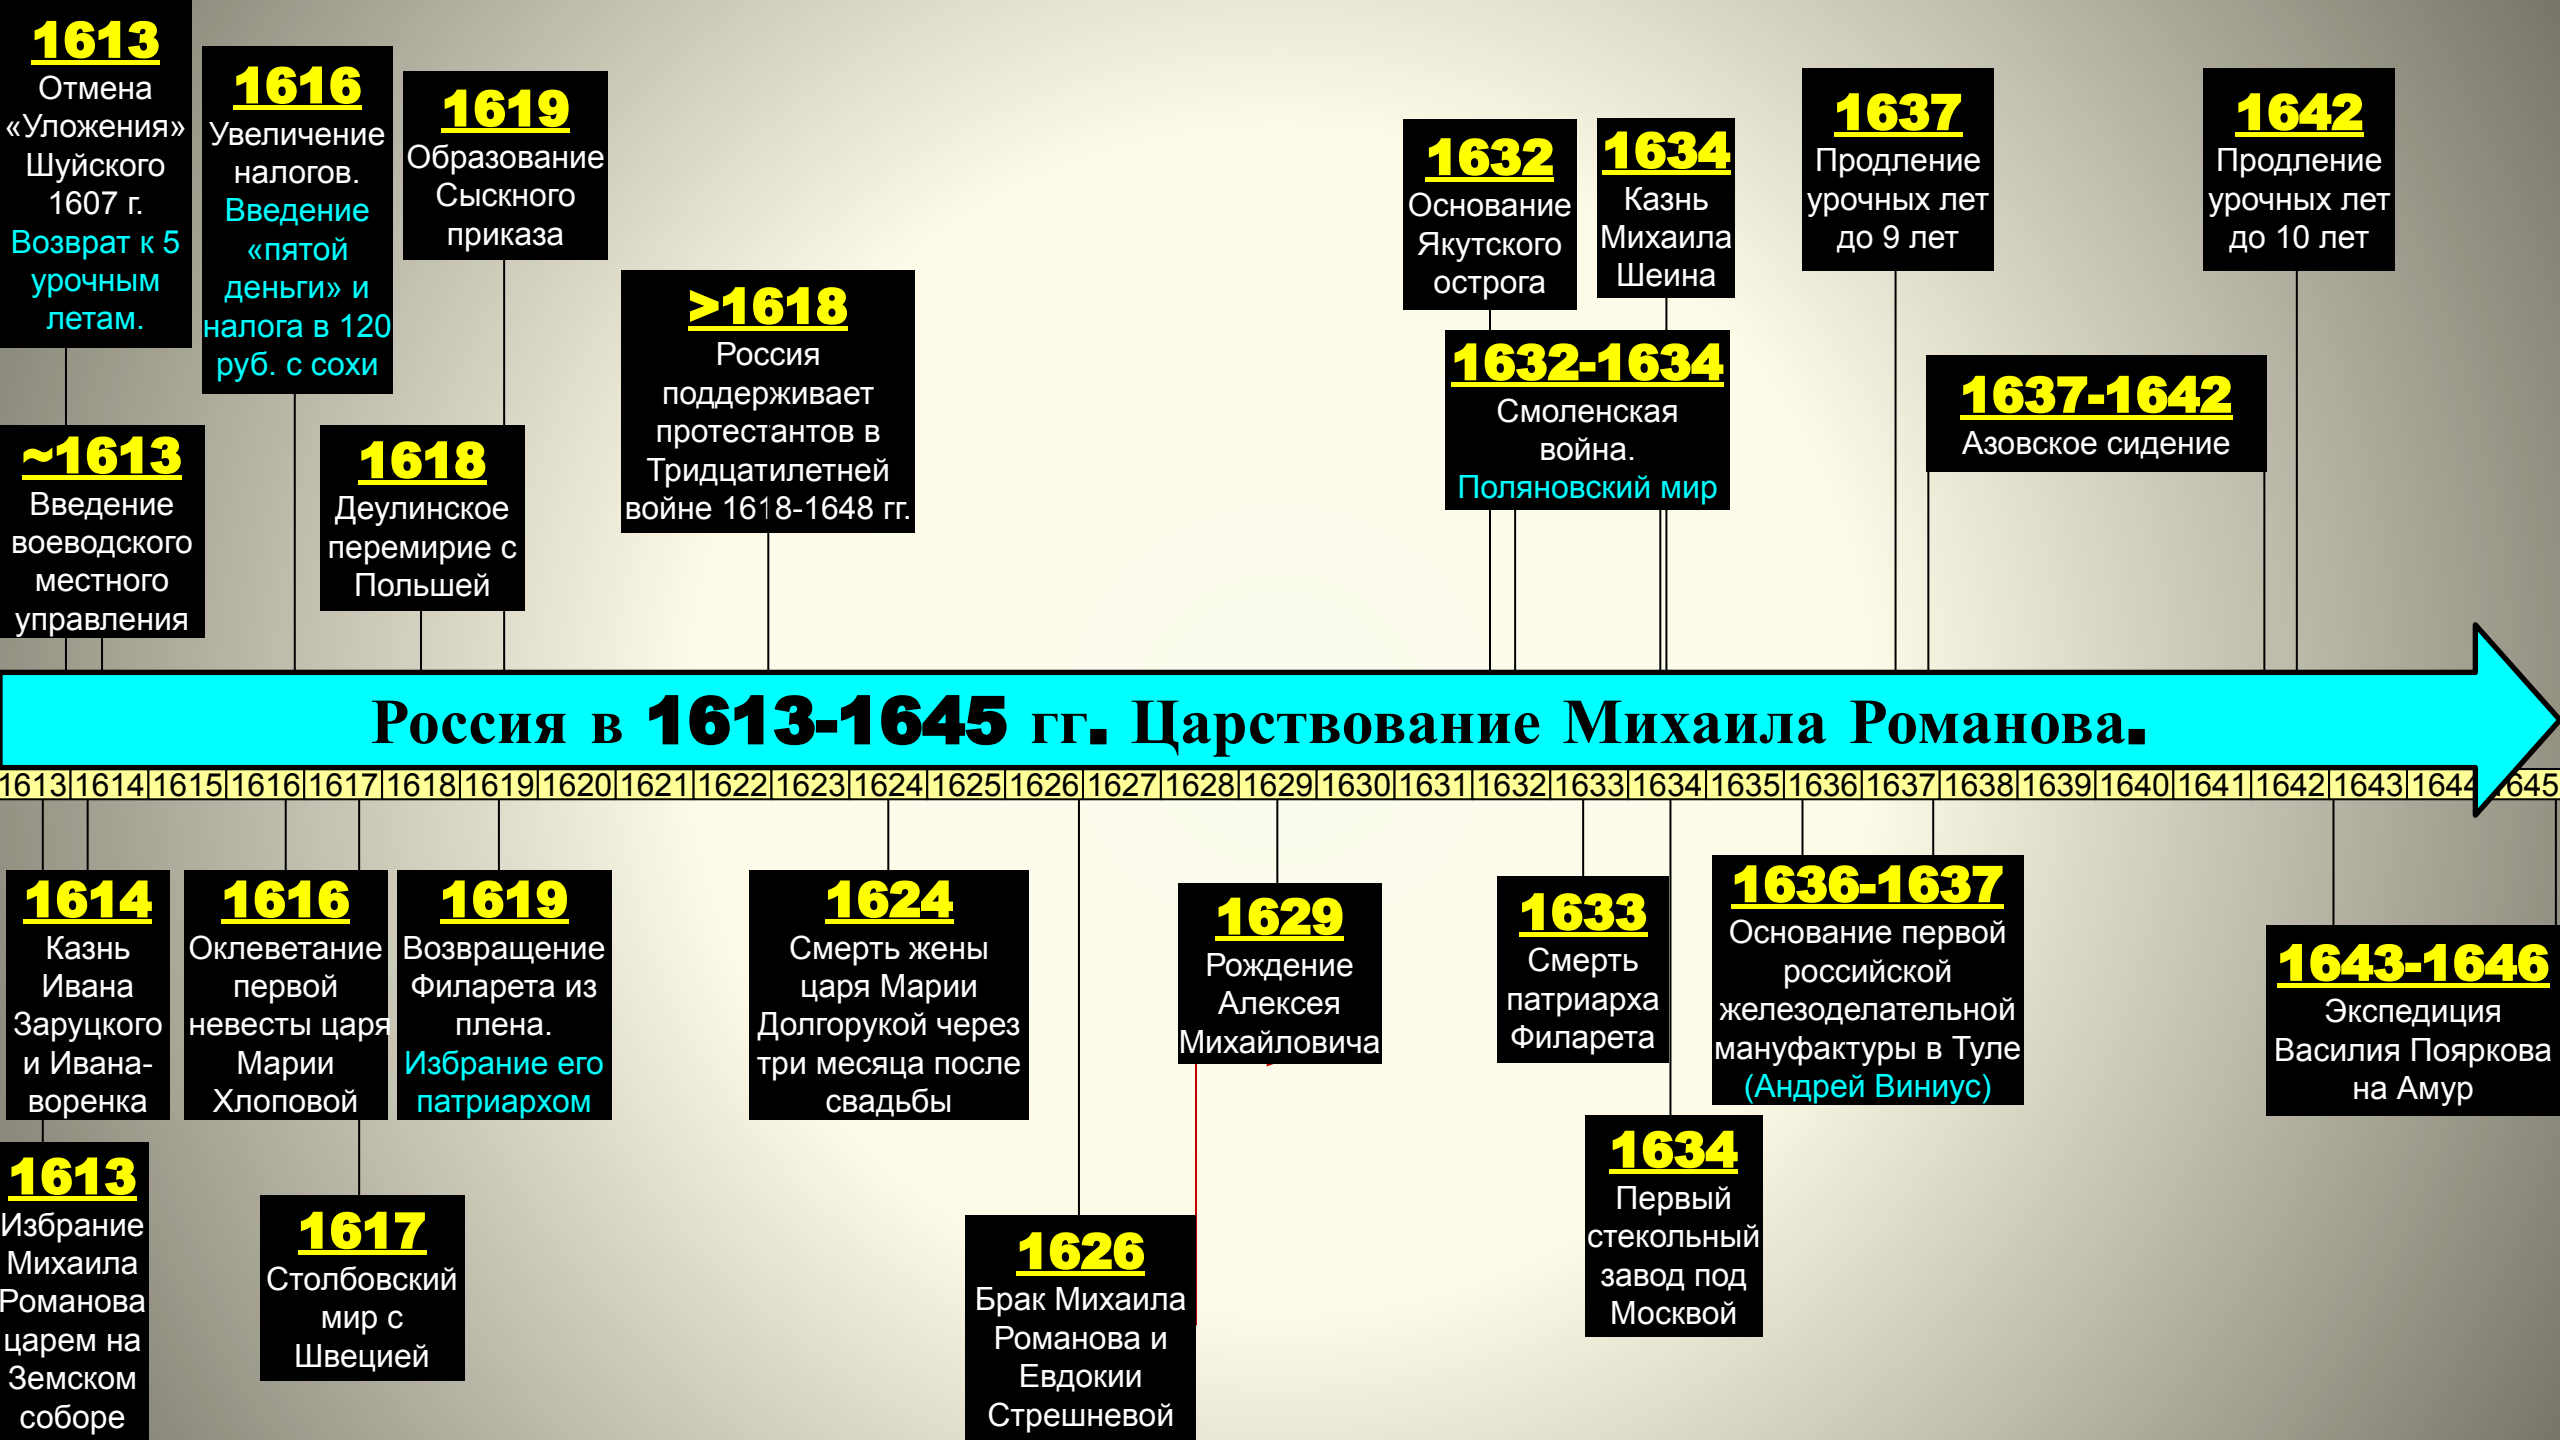 1613
Отмена
«Уложения»
Шуйского
1607 г.
Возврат к 5
урочным
летам.
1616
Увеличение
налогов.
Введение
«пятой
деньги» и
налога в 120
руб. с сохи
1619
Образование
Сыскного
приказа
>1618
Россия
поддерживает
протестантов в
Тридцатилетней
войне 1618-1648 гг.
1632
Основание
Якутского
острога
1634
Казнь
Михаила
Шеина
1637
Продление
урочных лет
до 9 лет
1642
Продление
урочных лет
до 10 лет
~1613
Введение
воеводского
местного
управления
1618
Деулинское
перемирие с
Польшей
1632-1634
Смоленская
война.
Поляновский мир
1637-1642
Азовское сидение
Россия в 1613-1645 гг. Царствование Михаила Романова.
1613 1614 1615 1616 1617 1618 1619 1620 1621 1622 1623 1624 1625 1626 1627 1628 1629 1630 1631 1632 1633 1634 1635 1636 1637 1638 1639 1640 1641 1642 1643 1644 1645
1614
Казнь
Ивана
Заруцкого
и Ивана-
воренка
1616
Оклеветание
первой
невесты царя
Марии
Хлоповой
1619
Возвращение
Филарета из
плена.
Избрание его
патриархом
1624
Смерть жены
царя Марии
Долгорукой через
три месяца после
свадьбы
1629
Рождение
Алексея
Михайловича
1633
Смерть
патриарха
Филарета
1636-1637
Основание первой
российской
железоделательной
мануфактуры в Туле
(Андрей Виниус)
1643-1646
Экспедиция
Василия Пояркова
на Амур
1613
Избрание
Михаила
Романова
царем на
Земском
соборе
1617
Столбовский
мир с
Швецией
1626
Брак Михаила
Романова и
Евдокии
Стрешневой
1634
Первый
стекольный
завод под
Москвой